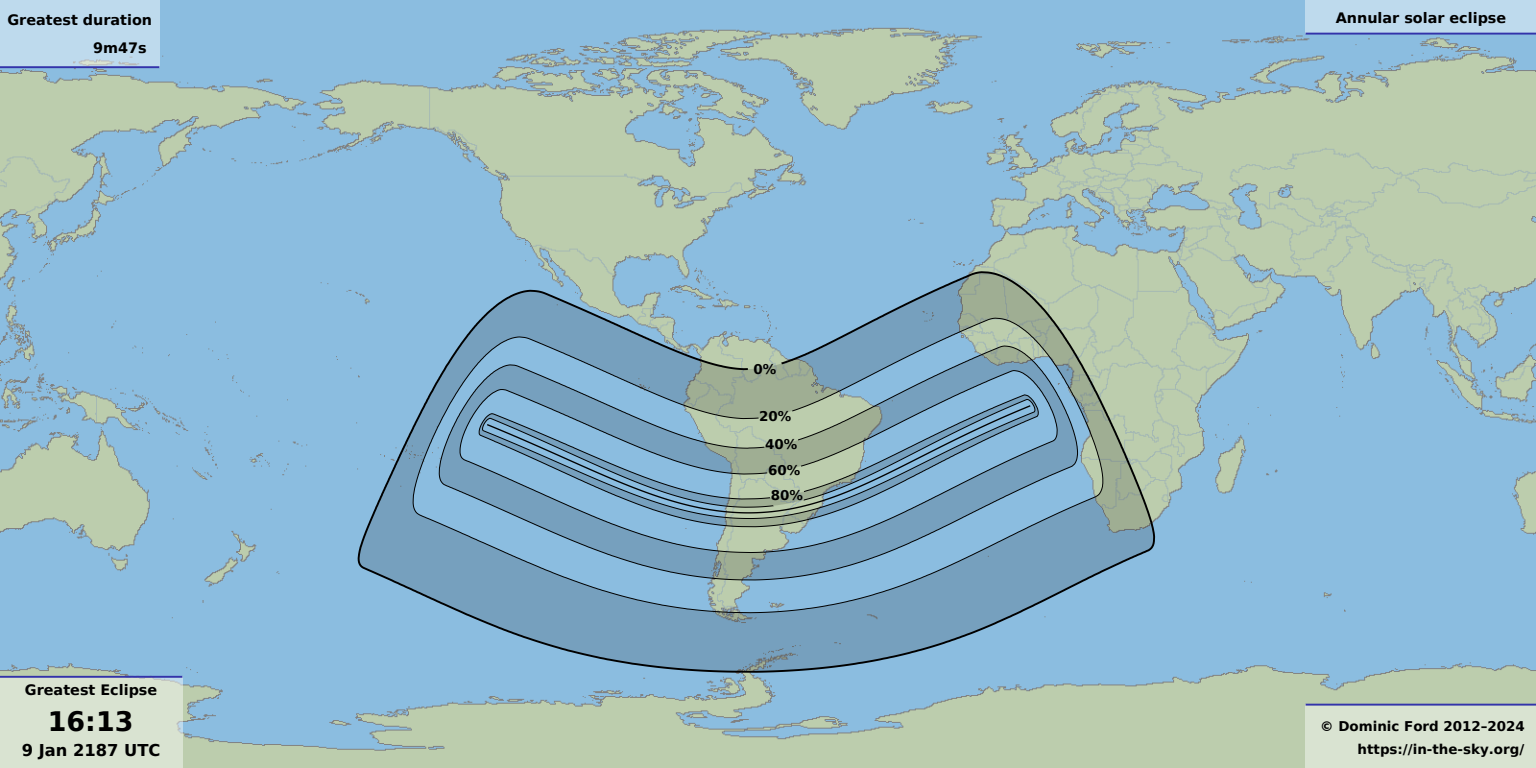 Greatest duration
9m47s
Annular solar eclipse
0%
20%
40%
60%
80%
Greatest Eclipse
16:13
9 Jan 2187 UTC
© Dominic Ford 2012–2024
https://in-the-sky.org/